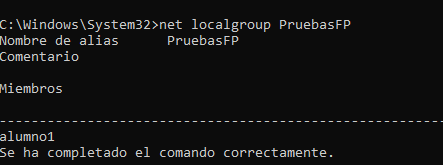 C:\Windows\System32>net localgroup PruebasFP
Nombre de alias      PruebasFP
Comentario
Miembros
-------------------------------------------------------------------------------
alumno1
Se ha completado el comando correctamente.